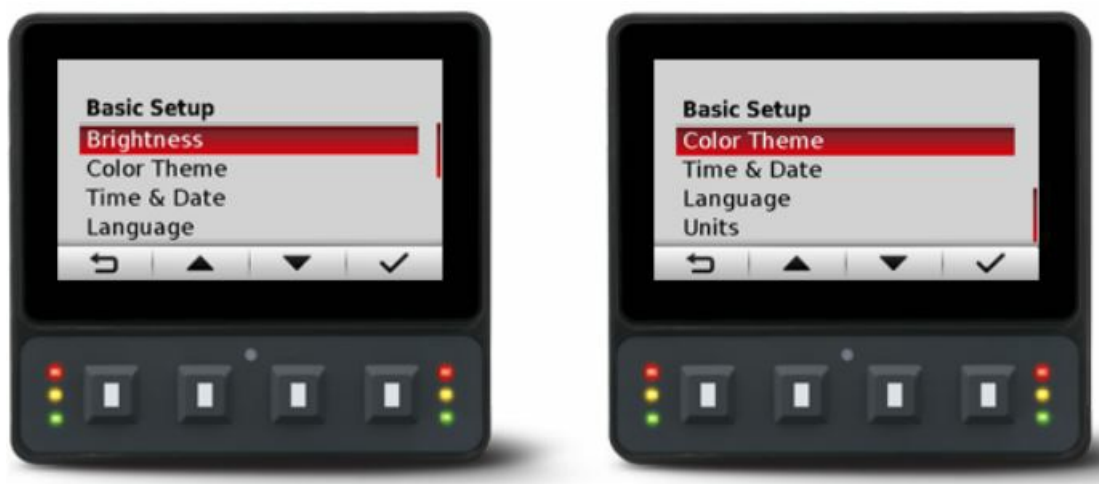 Basic Setup
Brightness
Color Theme
Time & Date
Language
Basic Setup
Color Theme
Time & Date
Language
Units